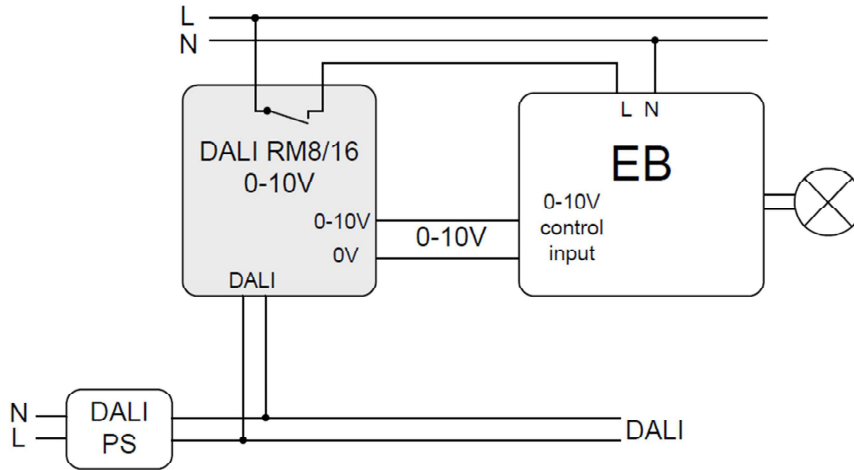 L
N
L N
DALI RM8/16
0-10V
EB
0-10V
control
input
0-10V
0V
0-10V
DALI
N
L
DALI
PS
DALI